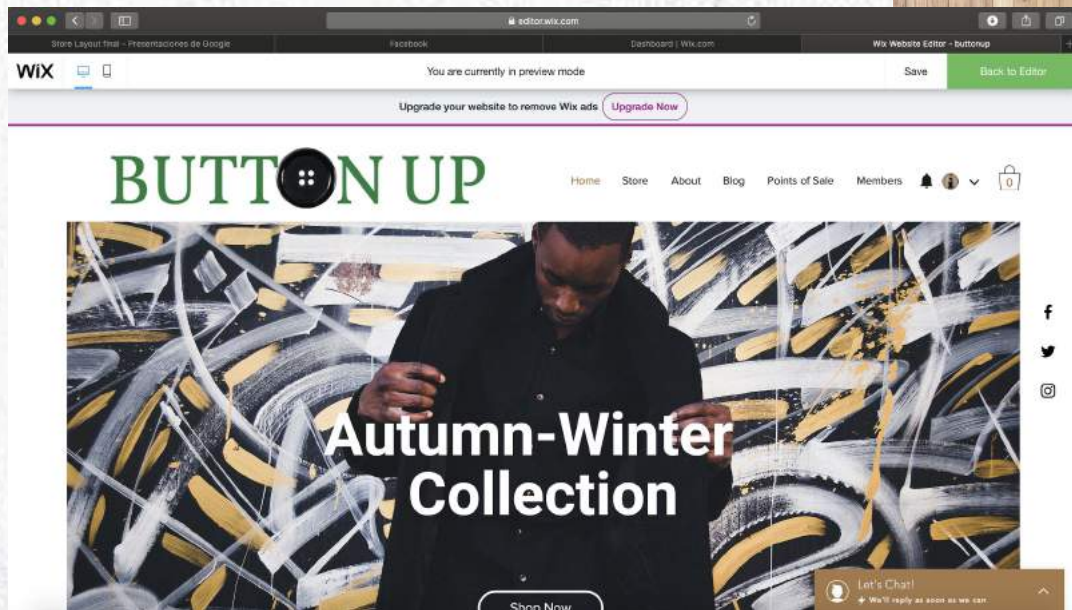 editor.wix.com
Store Layout final - Presentaciones de Google
Facebook
Dashboard | Wix.com
Wix Website Editor - buttonup
WiX
You are currently in preview mode
Save
Back to Editor
Upgrade your website to remove Wix ads
Upgrade Now
BUTTON UP
Home
Store
About
Blog
Points of Sale
Members
0
Autumn-Winter
Collection
Shop Now
Let's Chat!
We'll reply as soon as we can